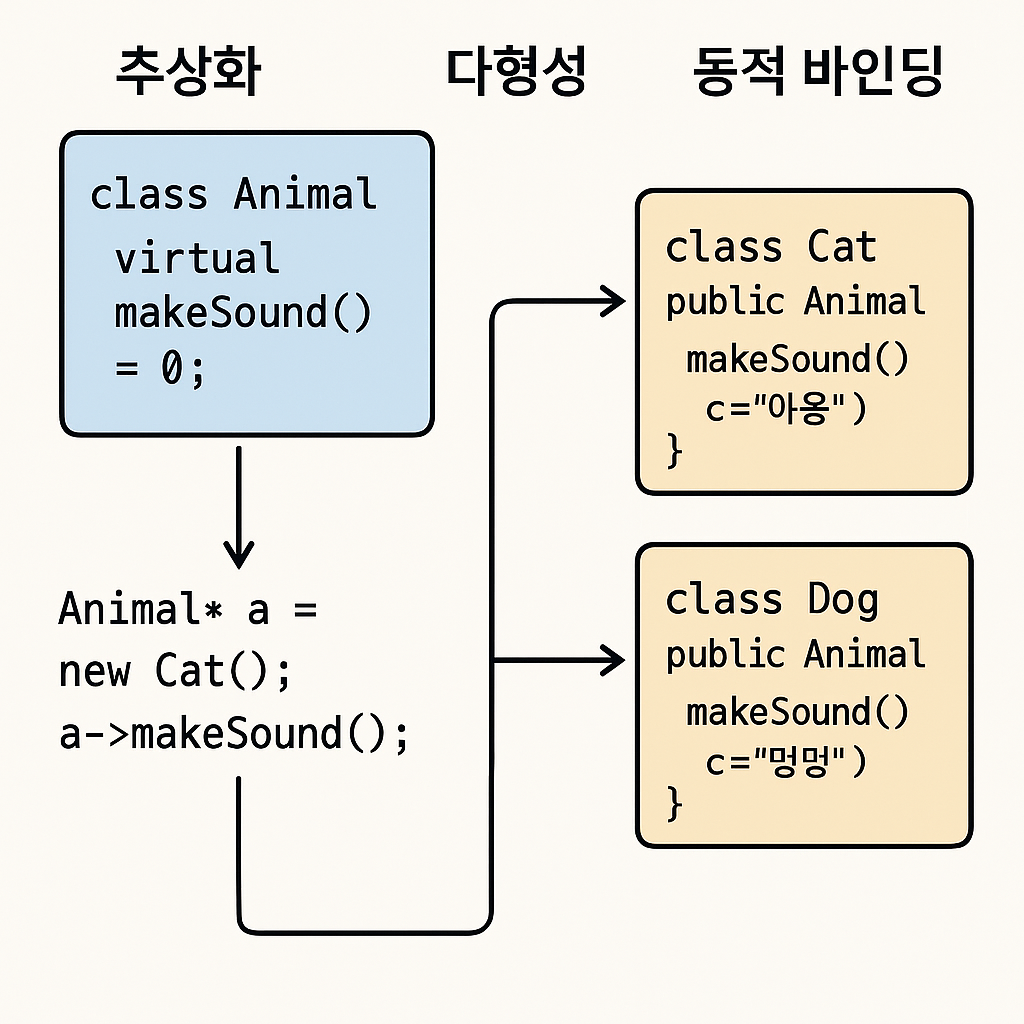 추상화
다형성
동적 바인딩
class Animal
virtual
makeSound()
= 0;
Animal* a =
new Cat();
a->makeSound();
class Cat
public Animal
makeSound()
c="아옹")
}
class Dog
public Animal
makeSound()
c="멍멍")
}